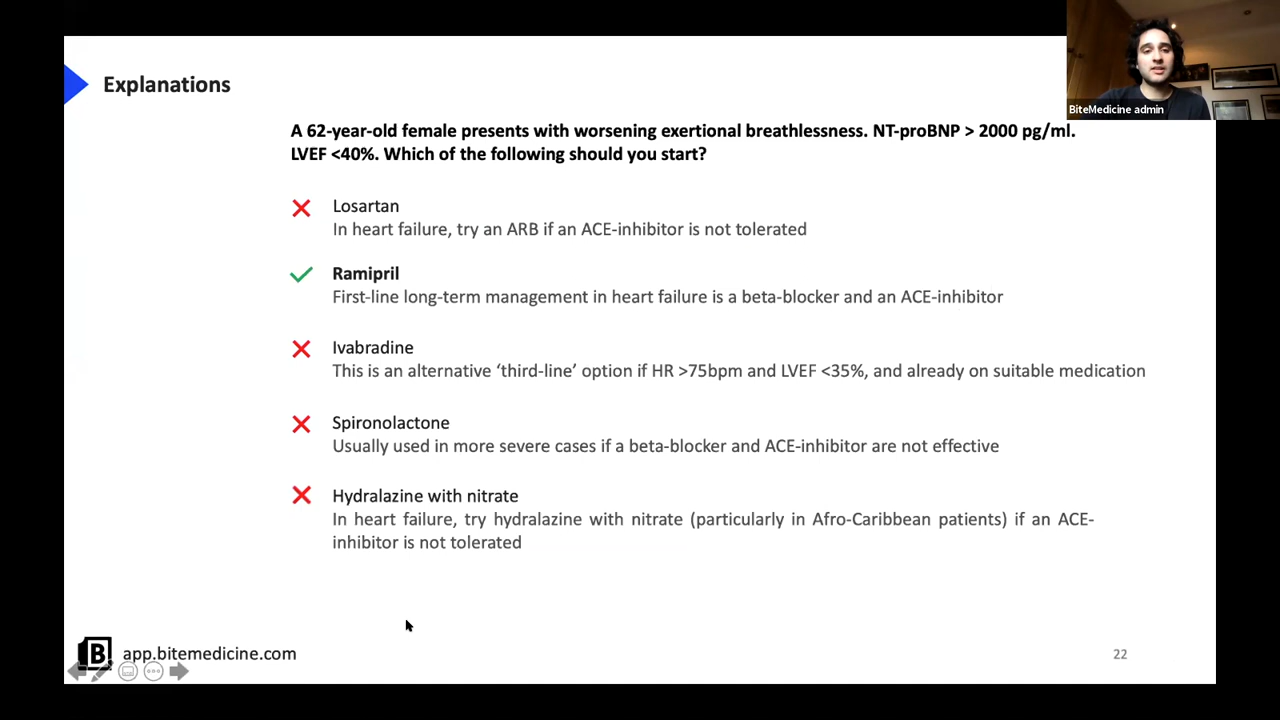 BiteMedicine admin
Explanations
A 62-year-old female presents with worsening exertional breathlessness. NT-proBNP > 2000 pg/ml.
LVEF <40%. Which of the following should you start?
Losartan
In heart failure, try an ARB if an ACE-inhibitor is not tolerated
Ramipril
First-line long-term management in heart failure is a beta-blocker and an ACE-inhibitor
Ivabradine
This is an alternative ‘third-line’ option if HR >75bpm and LVEF <35%, and already on suitable medication
Spironolactone
Usually used in more severe cases if a beta-blocker and ACE-inhibitor are not effective
Hydralazine with nitrate
In heart failure, try hydralazine with nitrate (particularly in Afro-Caribbean patients) if an ACE-
inhibitor is not tolerated
B app.bitemedicine.com
22